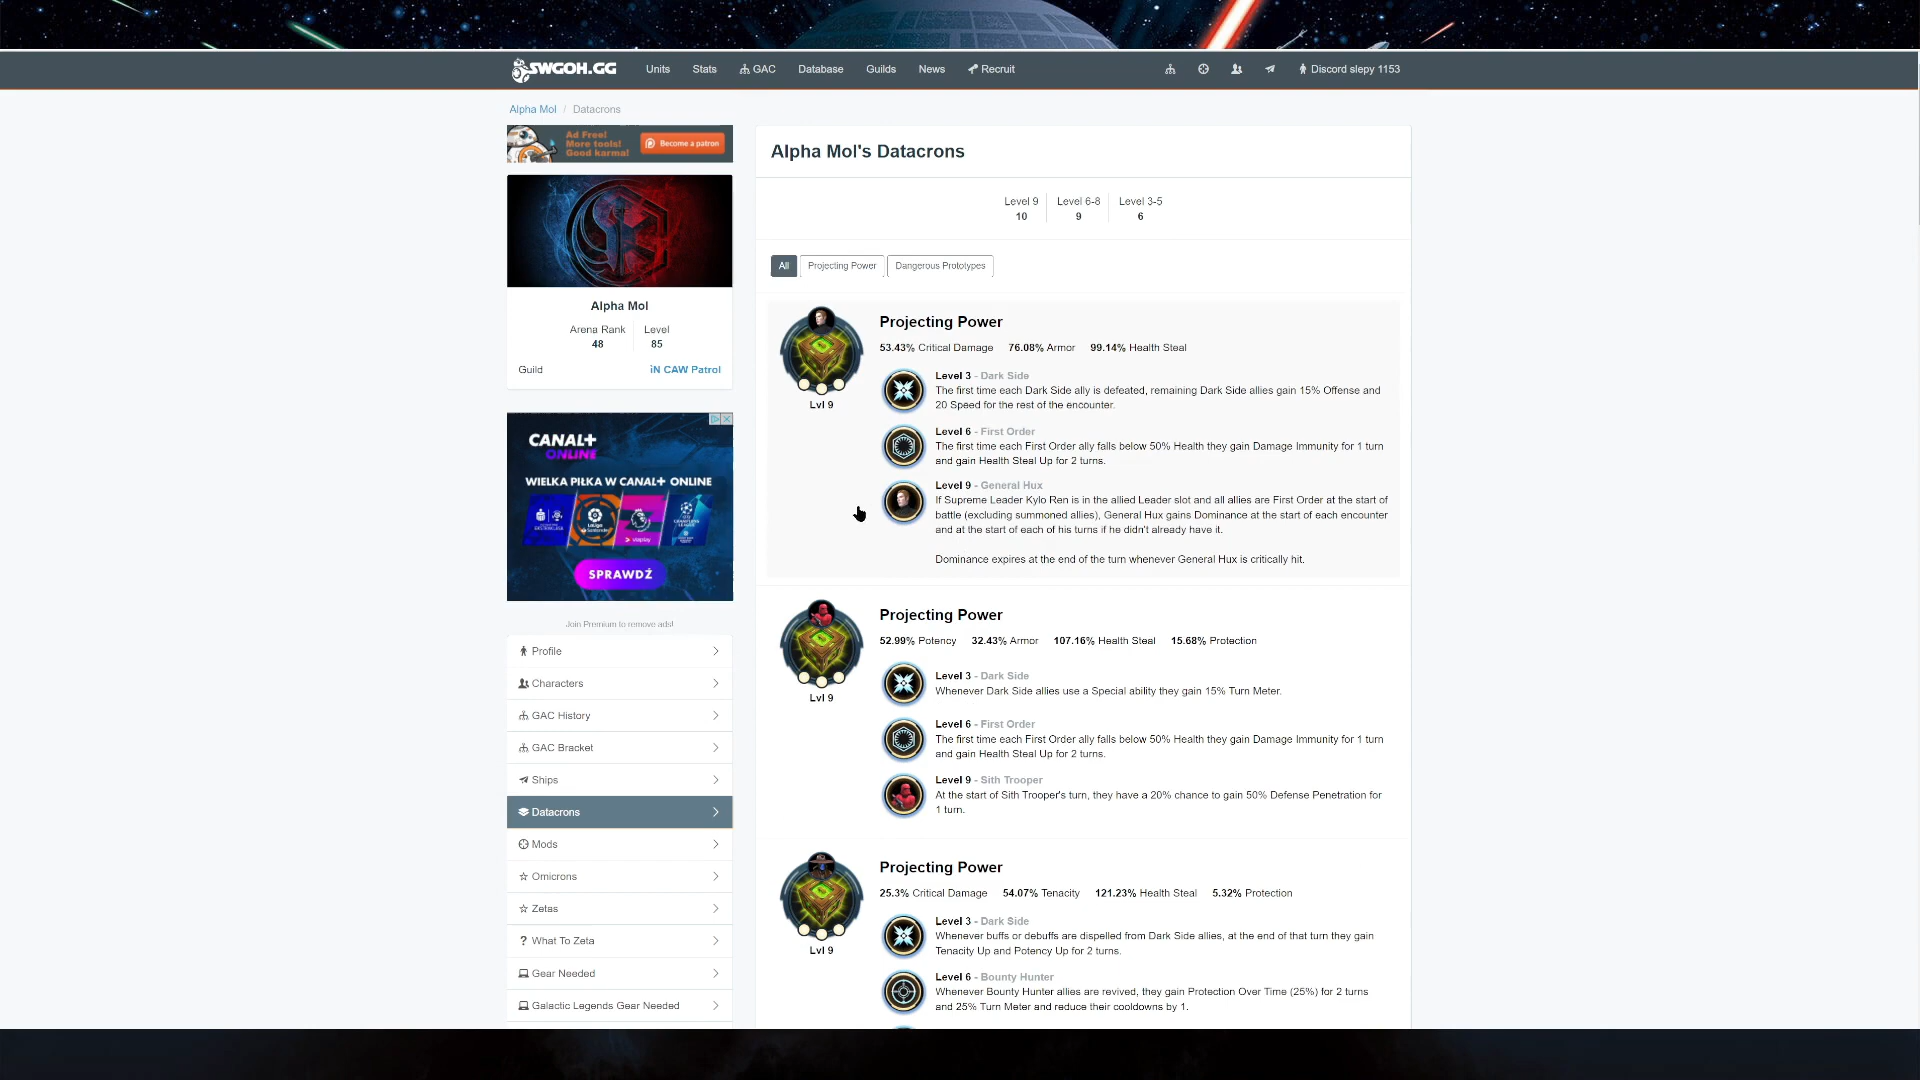 SWGOH.GG
Units
Stats
GAC
Database
Guilds
News
Recruit
Discord slepy 1153
Alpha Mol / Datacrons
Ad Free!
More tools!
Good karma!
Become a patron
Alpha Mol
Arena Rank
48
Level
85
Guild
iN CAW Patrol
CANAL+
ONLINE
WIELKA PIŁKA W CANAL+ ONLINE
SPRAWDŹ
Join Premium to remove ads!
Profile
Characters
GAC History
GAC Bracket
Ships
Datacrons
Mods
Omicrons
Zetas
? What To Zeta
Gear Needed
Galactic Legends Gear Needed
Alpha Mol's Datacrons
Level 9
10
Level 6-8
9
Level 3-5
6
All
Projecting Power
Dangerous Prototypes
Lvl 9
Projecting Power
53.43% Critical Damage 76.08% Armor 99.14% Health Steal
Level 3 - Dark Side
The first time each Dark Side ally is defeated, remaining Dark Side allies gain 15% Offense and
20 Speed for the rest of the encounter.
Level 6 - First Order
The first time each First Order ally falls below 50% Health they gain Damage Immunity for 1 turn
and gain Health Steal Up for 2 turns.
Level 9 - General Hux
If Supreme Leader Kylo Ren is in the allied Leader slot and all allies are First Order at the start of
battle (excluding summoned allies), General Hux gains Dominance at the start of each encounter
and at the start of each of his turns if he didn't already have it.
Dominance expires at the end of the turn whenever General Hux is critically hit.
Lvl 9
Projecting Power
52.99% Potency 32.43% Armor 107.16% Health Steal 15.68% Protection
Level 3 - Dark Side
Whenever Dark Side allies use a Special ability they gain 15% Turn Meter.
Level 6 - First Order
The first time each First Order ally falls below 50% Health they gain Damage Immunity for 1 turn
and gain Health Steal Up for 2 turns.
Level 9 - Sith Trooper
At the start of Sith Trooper's turn, they have a 20% chance to gain 50% Defense Penetration for
1 turn.
Lvl 9
Projecting Power
25.3% Critical Damage 54.07% Tenacity 121.23% Health Steal 5.32% Protection
Level 3 - Dark Side
Whenever buffs or debuffs are dispelled from Dark Side allies, at the end of that turn they gain
Tenacity Up and Potency Up for 2 turns.
Level 6 - Bounty Hunter
Whenever Bounty Hunter allies are revived, they gain Protection Over Time (25%) for 2 turns
and 25% Turn Meter and reduce their cooldowns by 1.